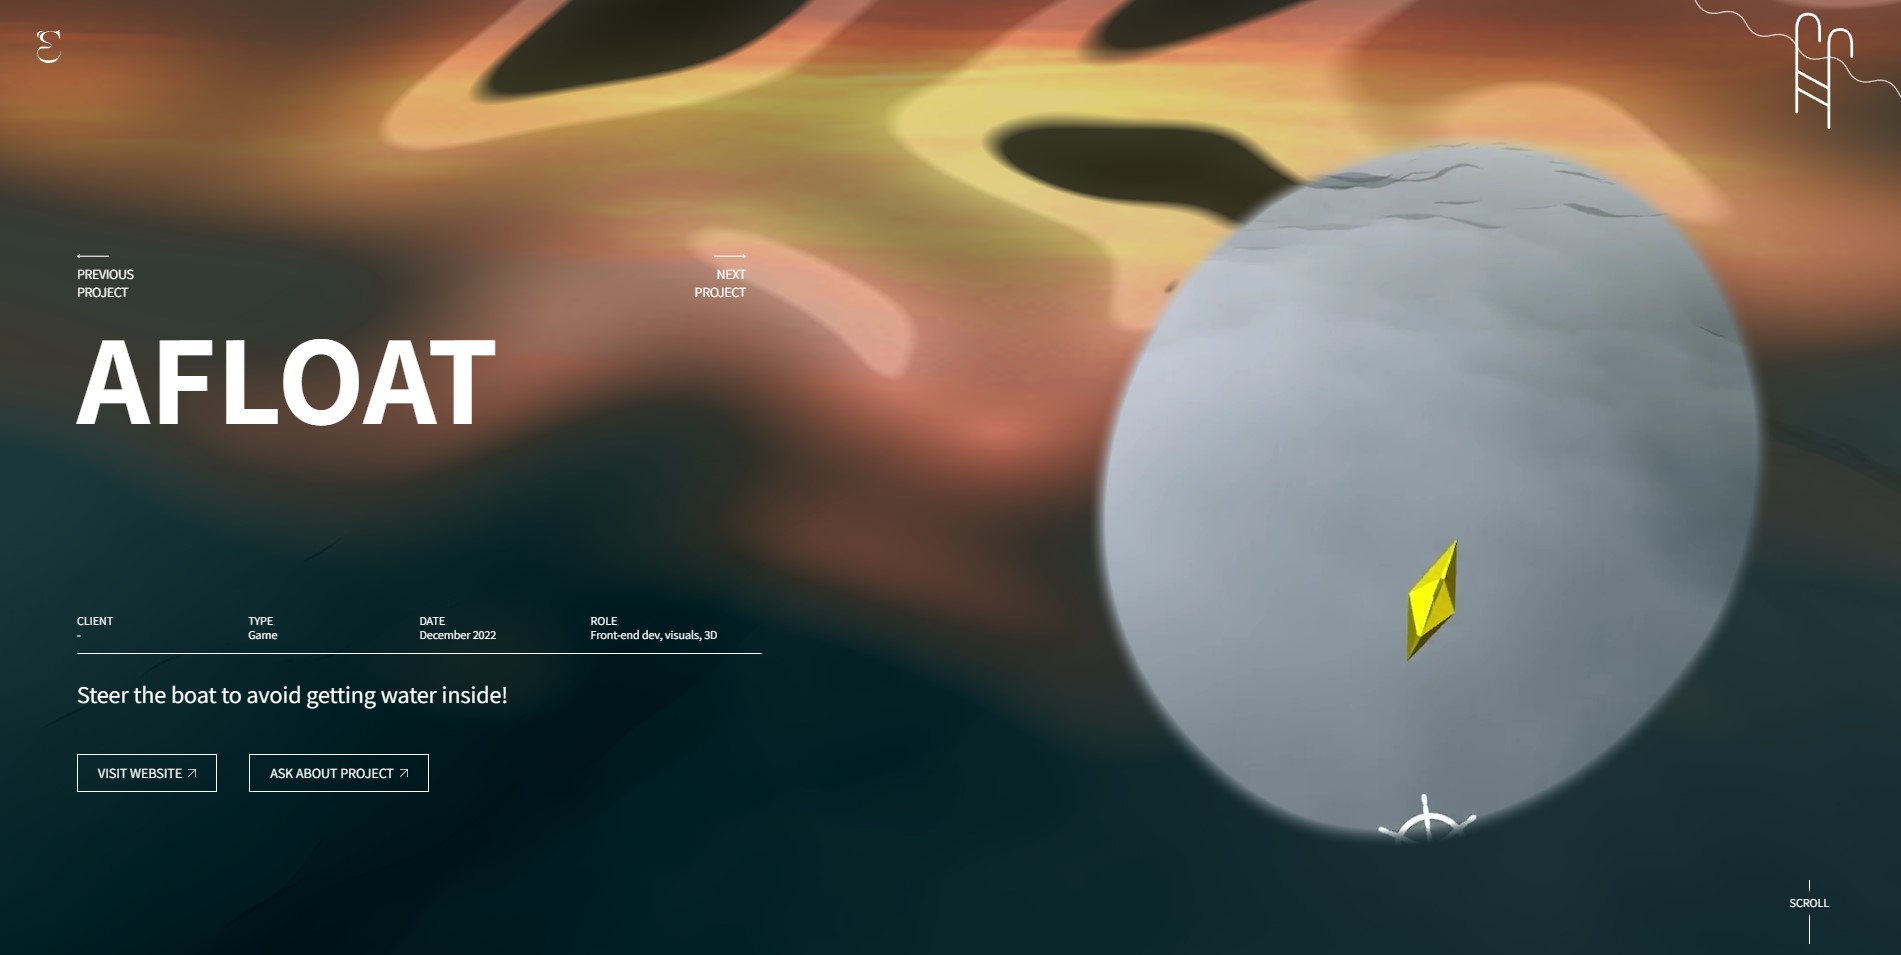 ε
PREVIOUS
PROJECT
NEXT
PROJECT
AFLOAT
CLIENT
-
TYPE
Game
DATE
December 2022
ROLE
Front-end dev, visuals, 3D
Steer the boat to avoid getting water inside!
VISIT WEBSITE
ASK ABOUT PROJECT
SCROLL